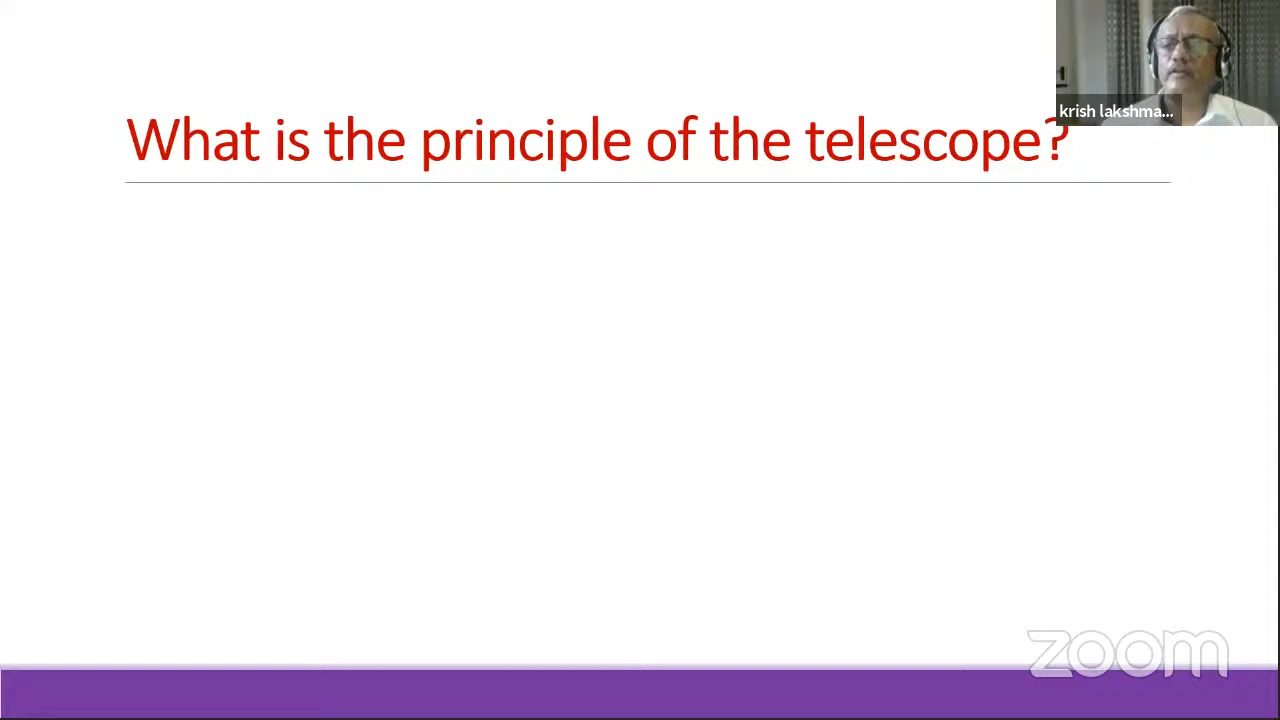 krish lakshma...
What is the principle of the telescope?
zoom